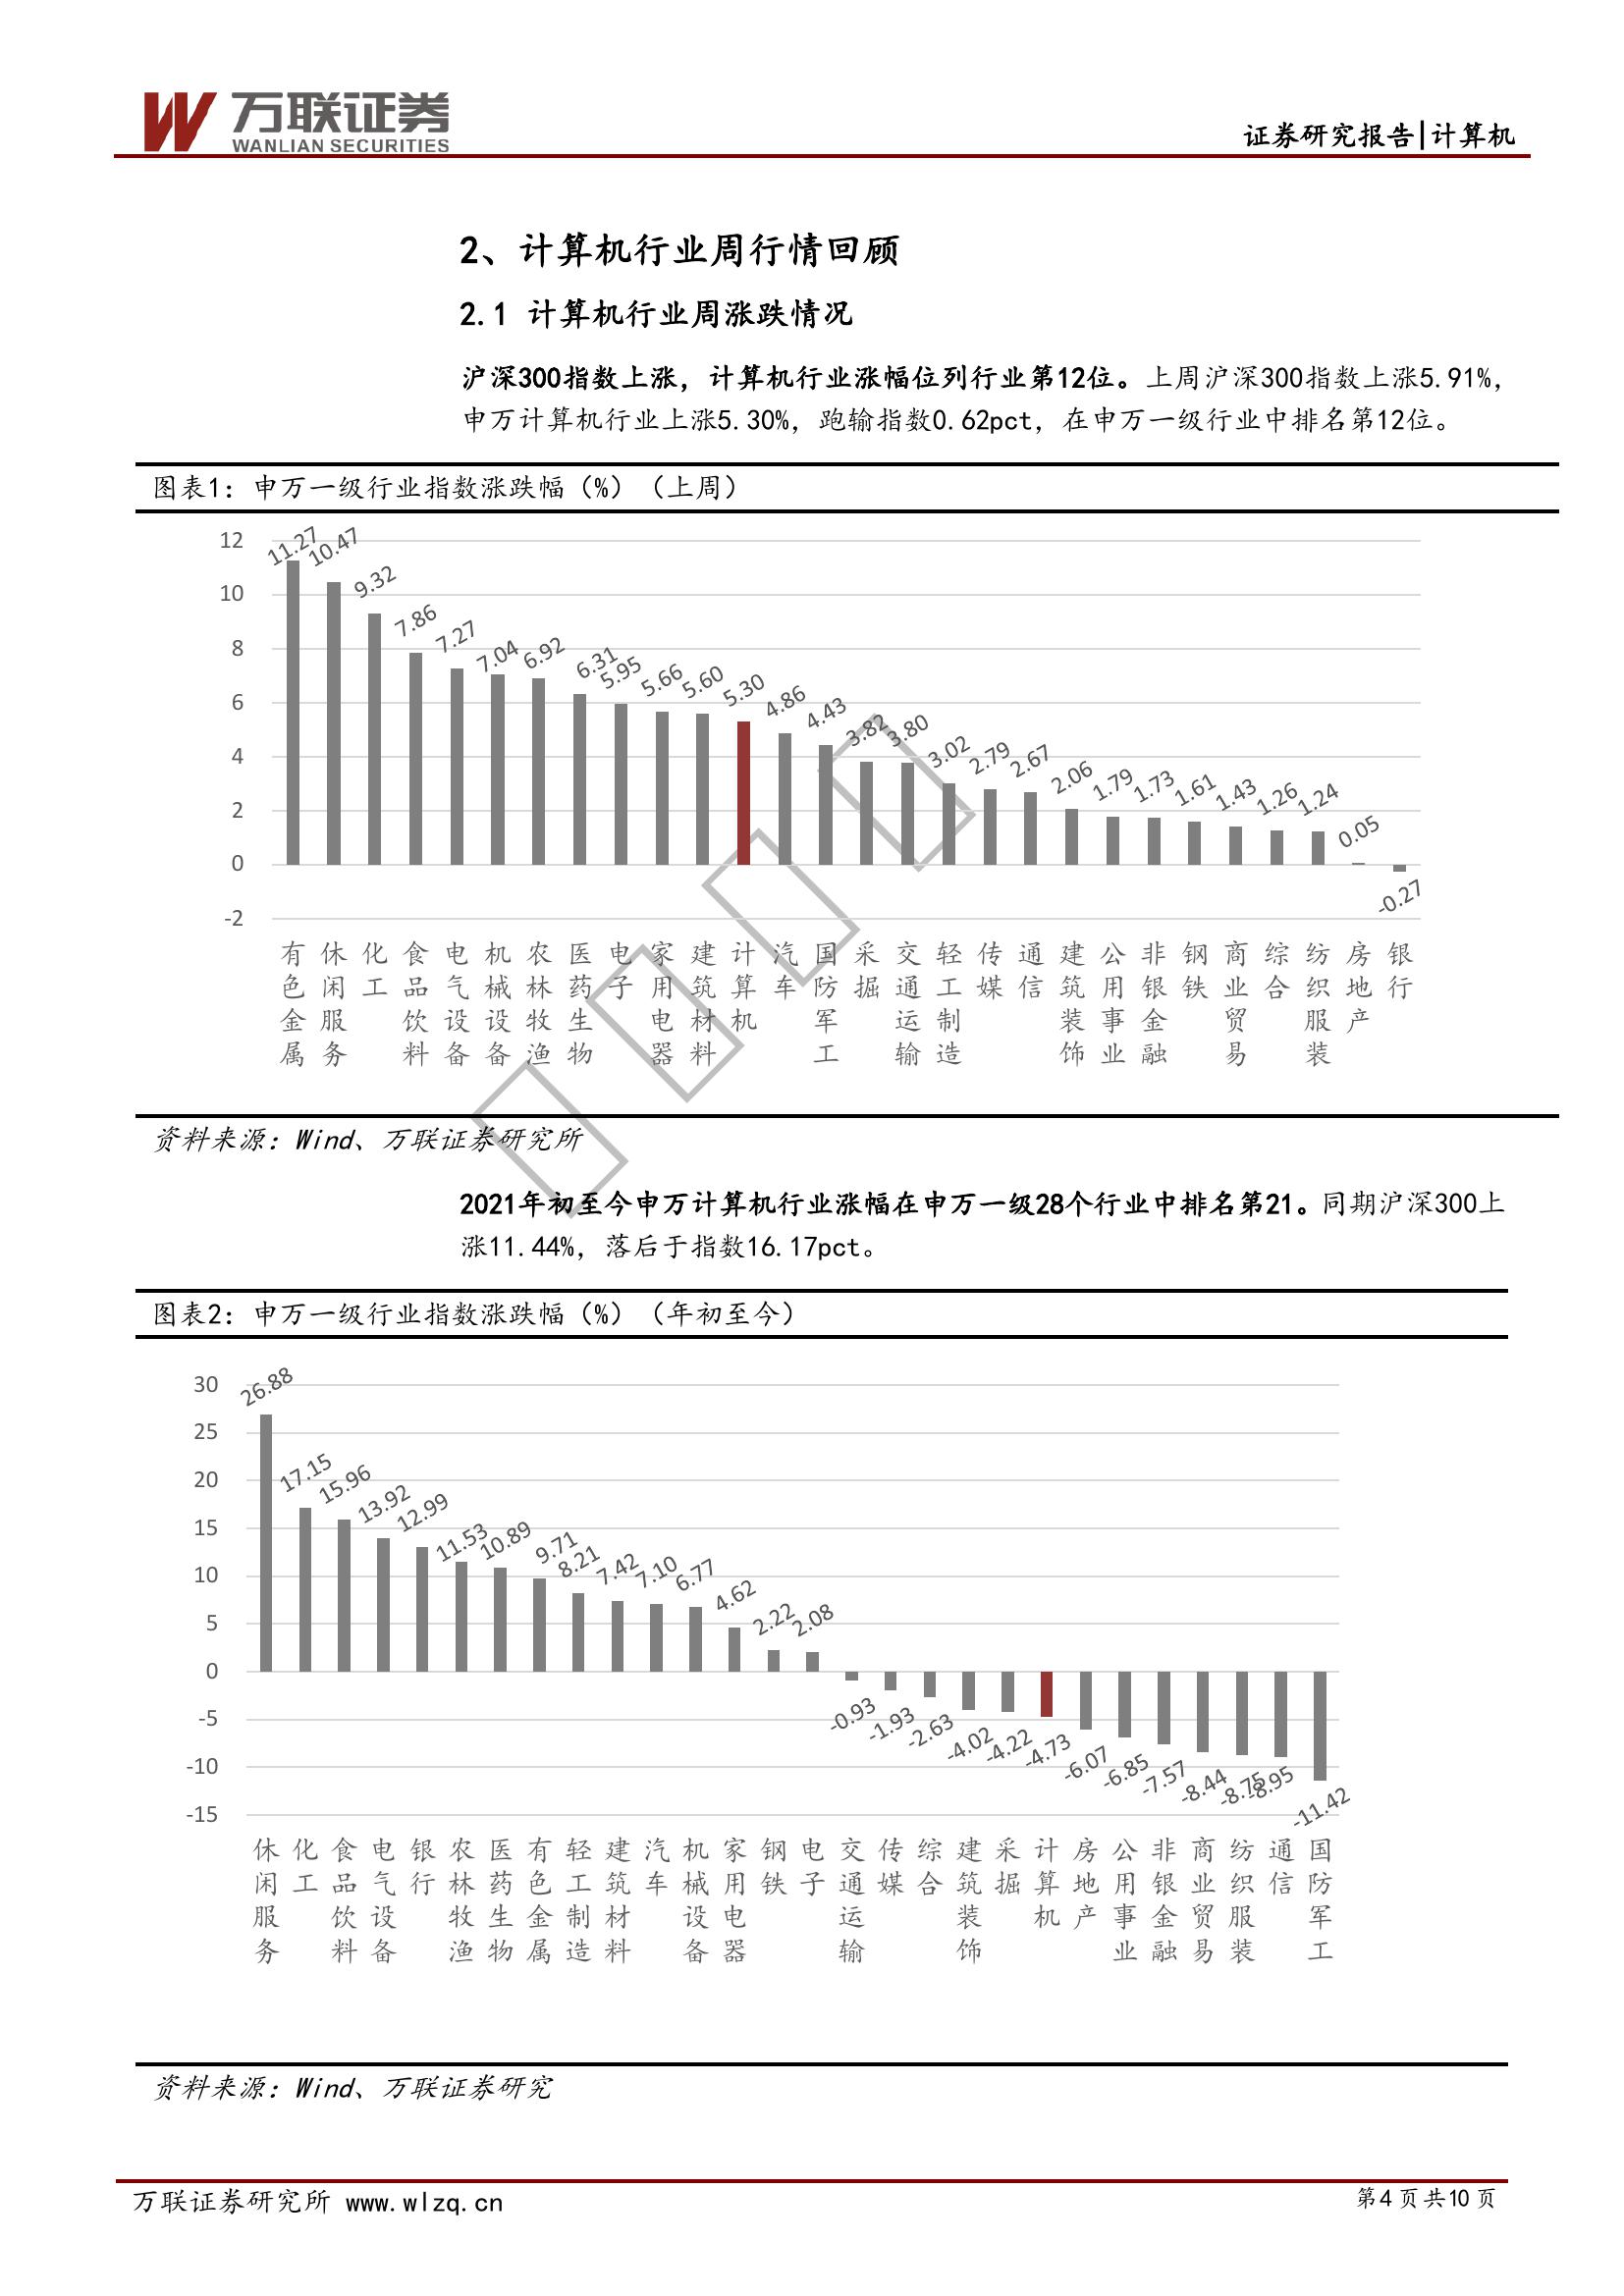 万联证券
WANLIAN SECURITIES
证券研究报告|计算机
2、计算机行业周行情回顾
2.1 计算机行业周涨跌情况
沪深300指数上涨，计算机行业涨幅位列行业第12位。上周沪深300指数上涨5.91%，
申万计算机行业上涨5.30%，跑输指数0.62pct，在申万一级行业中排名第12位。
图表1：申万一级行业指数涨跌幅（%）（上周）
12
10
8
6
4
2
0
-2
11.27
10.47
9.32
7.86
7.27
7.04
6.92
6.31
5.95
5.66
5.60
5.30
4.86
4.43
3.82
3.80
3.02
2.79
2.67
2.06
1.79
1.73
1.61
1.43
1.26
1.24
0.05
-0.27
有色金属
休闲服务
化工
食品饮料
电气设备
机械设备
农林牧渔
医药生物
电子
家用电器
建筑材料
计算机
汽车
国防军工
采掘
交通运输
轻工制造
传媒
通信
建筑装饰
公用事业
非银金融
钢铁
商业贸易
综合
纺织服装
房地产
银行
资料来源：Wind、万联证券研究所
2021年初至今申万计算机行业涨幅在申万一级28个行业中排名第21。同期沪深300上
涨11.44%，落后于指数16.17pct。
图表2：申万一级行业指数涨跌幅（%）（年初至今）
30
25
20
15
10
5
0
-5
-10
-15
26.88
17.15
15.96
13.92
12.99
11.53
10.89
9.71
8.21
7.42
7.10
6.77
4.62
2.22
2.08
-0.93
-1.93
-2.63
-4.02
-4.22
-4.73
-6.07
-6.85
-7.57
-8.44
-8.75
-8.95
-11.42
休闲服务
化工
食品饮料
电气设备
银行
农林牧渔
医药生物
有色金属
轻工制造
建筑材料
汽车
机械设备
家用电器
钢铁
电子
交通运输
传媒
综合
建筑装饰
采掘
计算机
房地产
公用事业
非银金融
商业贸易
纺织服装
通信
国防军工
资料来源：Wind、万联证券研究
万联证券研究所 www.wlzq.cn
第4页共10页